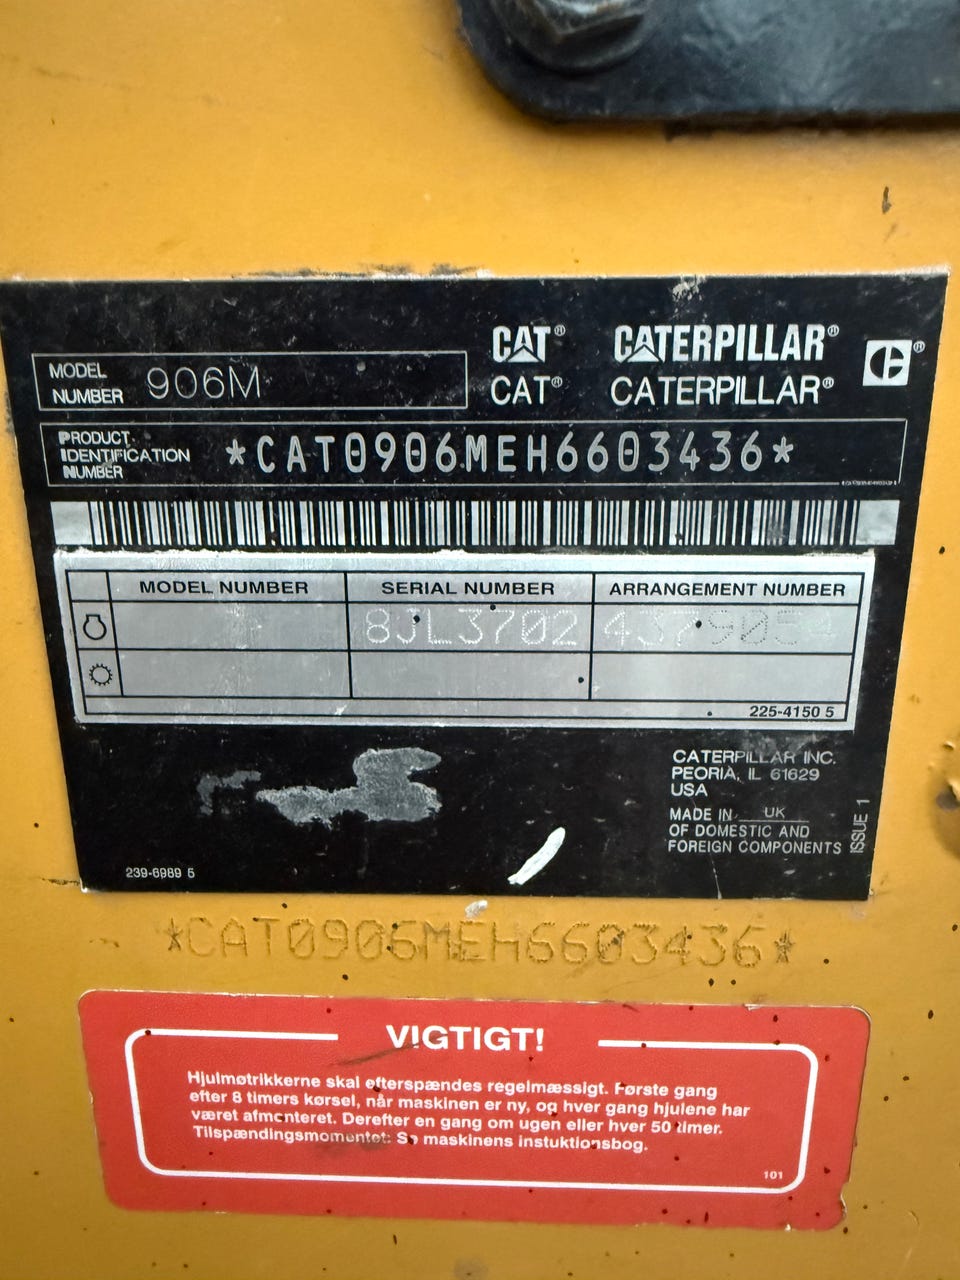 MODEL
NUMBER 906M
CAT® CATERPILLAR®
CAT® CATERPILLAR®
PRODUCT
IDENTIFICATION
NUMBER
*CAT0906MEH6603436*
MODEL NUMBER SERIAL NUMBER ARRANGEMENT NUMBER
8JL3702
225-4150 5
CATERPILLAR INC.
PEORIA, IL 61629
USA
MADE IN UK
OF DOMESTIC AND
FOREIGN COMPONENTS
ISSUE 1
239-6989 5
*CAT0906MEH6603436*
VIGTIGT!
Hjulmøtrikkerne skal efterspændes regelmæssigt. Første gang
efter 8 timers kørsel, når maskinen er ny, og hver gang hjulene har
været afmonteret. Derefter en gang om ugen eller hver 50 timer.
Tilspændingsmomentet: Se maskinens instuktionsbog.
101